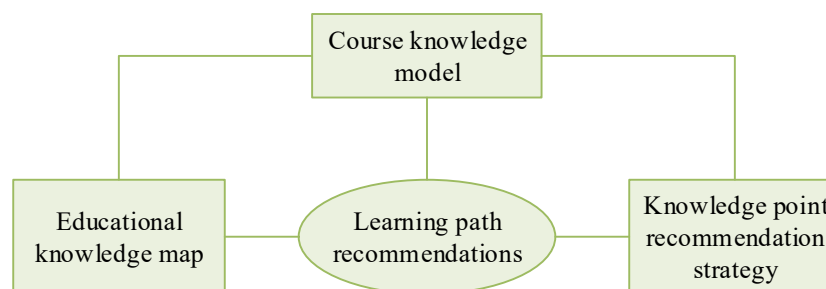 Course knowledge
model
Educational
knowledge map
Learning path
recommendations
Knowledge point
recommendation
strategy